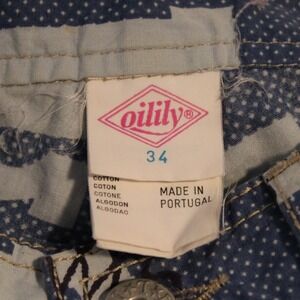 oilily®
34
COTTON
COTON
COTONE
ALGODON
ALGODAO
MADE IN
PORTUGAL